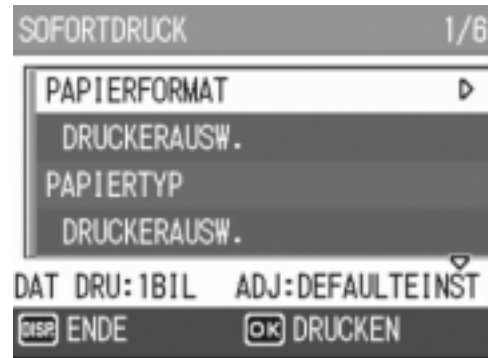 SOFORTDRUCK 1/6
PAPIERFORMAT
DRUCKERAUSW.
PAPIERTYP
DRUCKERAUSW.
DAT DRU:1BIL ADJ:DEFAULTEINST
DISP. ENDE OK DRUCKEN